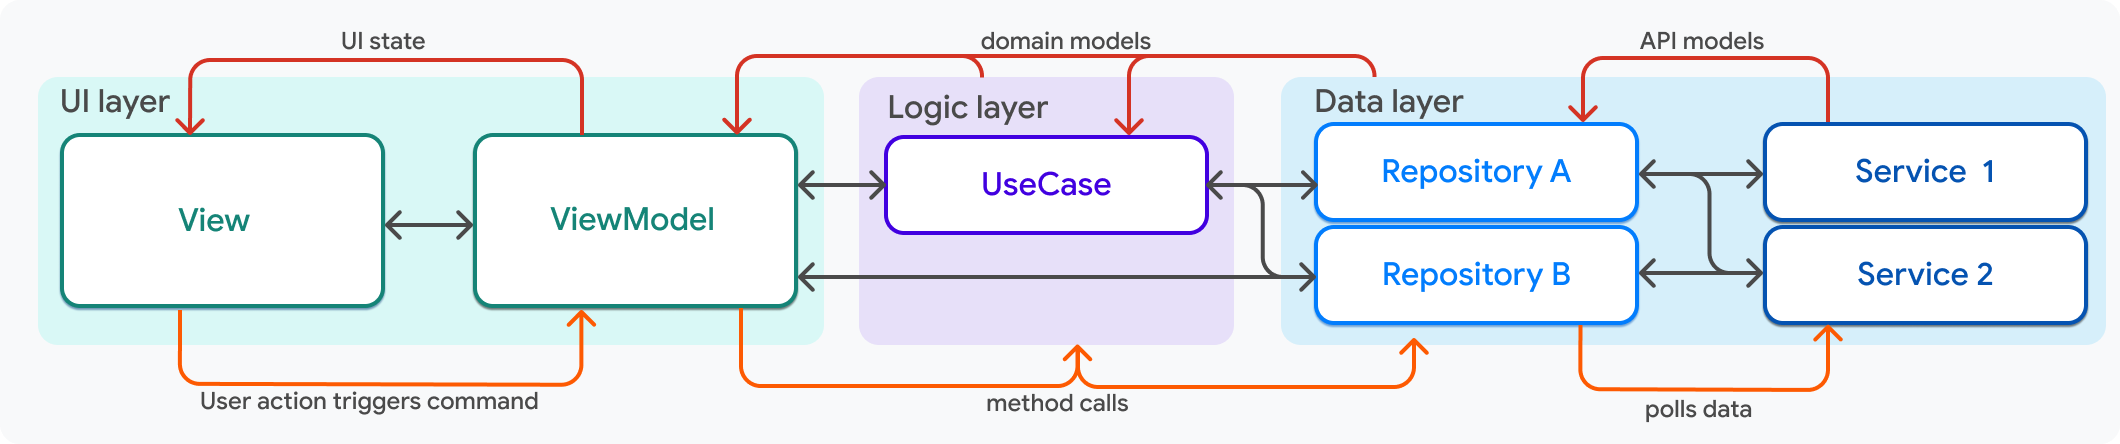 UI state
domain models
API models
UI layer
Logic layer
Data layer
View
ViewModel
UseCase
Repository A
Service 1
Repository B
Service 2
User action triggers command
method calls
polls data